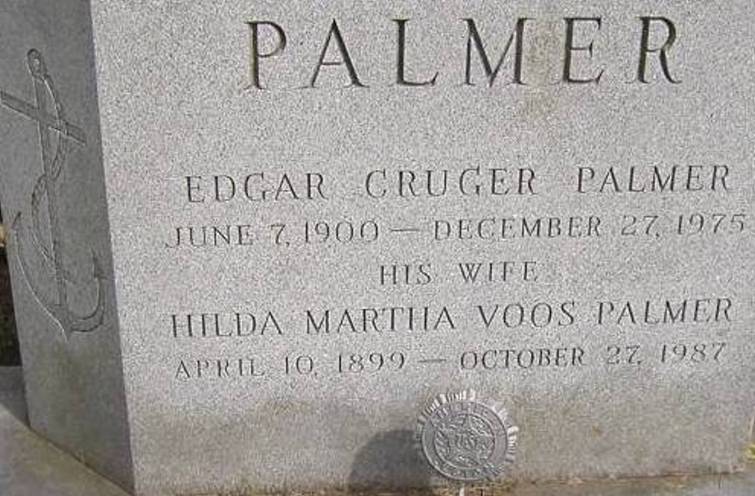 PALMER
EDGAR CRUGER PALMER
JUNE 7, 1900 — DECEMBER 27, 1975
HIS WIFE
HILDA MARTHA VOOS PALMER
APRIL 10, 1899 — OCTOBER 27, 1987